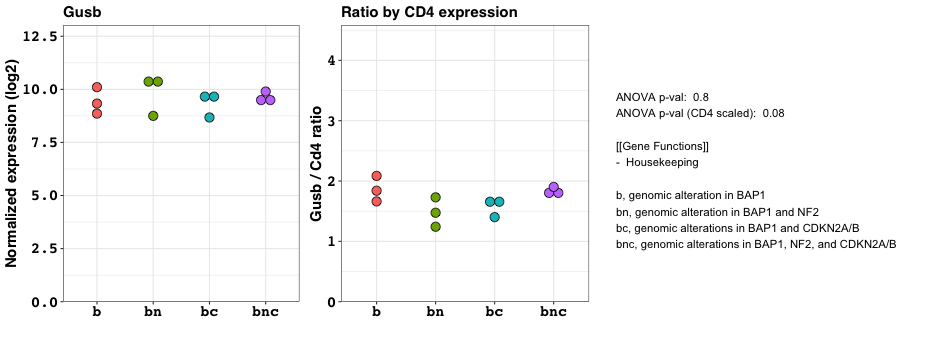 Gusb
Normalized expression (log2)
12.5
10.0
7.5
5.0
2.5
0.0
b
bn
bc
bnc
Ratio by CD4 expression
Gusb / Cd4 ratio
4
3
2
1
0
b
bn
bc
bnc
ANOVA p-val: 0.8
ANOVA p-val (CD4 scaled): 0.08
[[Gene Functions]]
- Housekeeping
b, genomic alteration in BAP1
bn, genomic alteration in BAP1 and NF2
bc, genomic alterations in BAP1 and CDKN2A/B
bnc, genomic alterations in BAP1, NF2, and CDKN2A/B